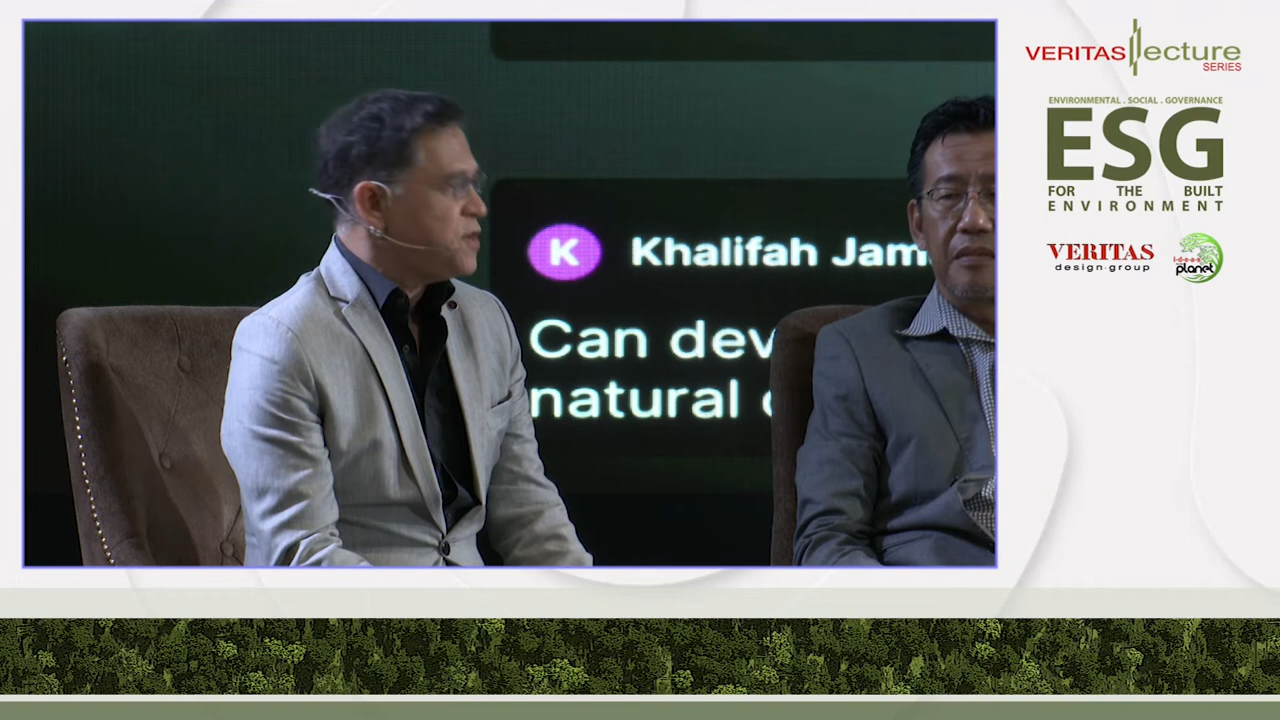 K Khalifah Jam
Can dev
natural
VERITAS lecture
SERIES
ENVIRONMENTAL . SOCIAL . GOVERNANCE
ESG
FOR THE BUILT
ENVIRONMENT
VERITAS
design·group
i-d-e-a-s
planet